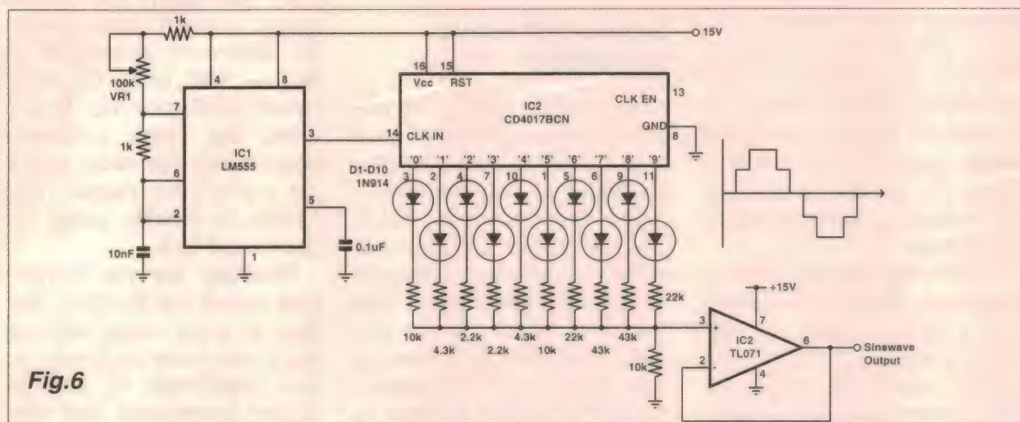 1k
15V
100k
VR1
4
8
16
15
Vcc
RST
13
CLK EN
7
IC2
CD4017BCN
GND
8
1k
3
14
CLK IN
IC1
LM555
D1-D10
1N914
'0'
'1'
'2'
'3'
'4'
'5'
'6'
'7'
'8'
'9'
3
2
4
7
10
1
5
6
9
11
6
2
5
10nF
0.1uF
1
22k
+15V
10k
2.2k
4.3k
22k
43k
4.3k
2.2k
10k
43k
10k
3
+
2
-
7
IC2
TL071
6
4
Sinewave
Output
Fig.6